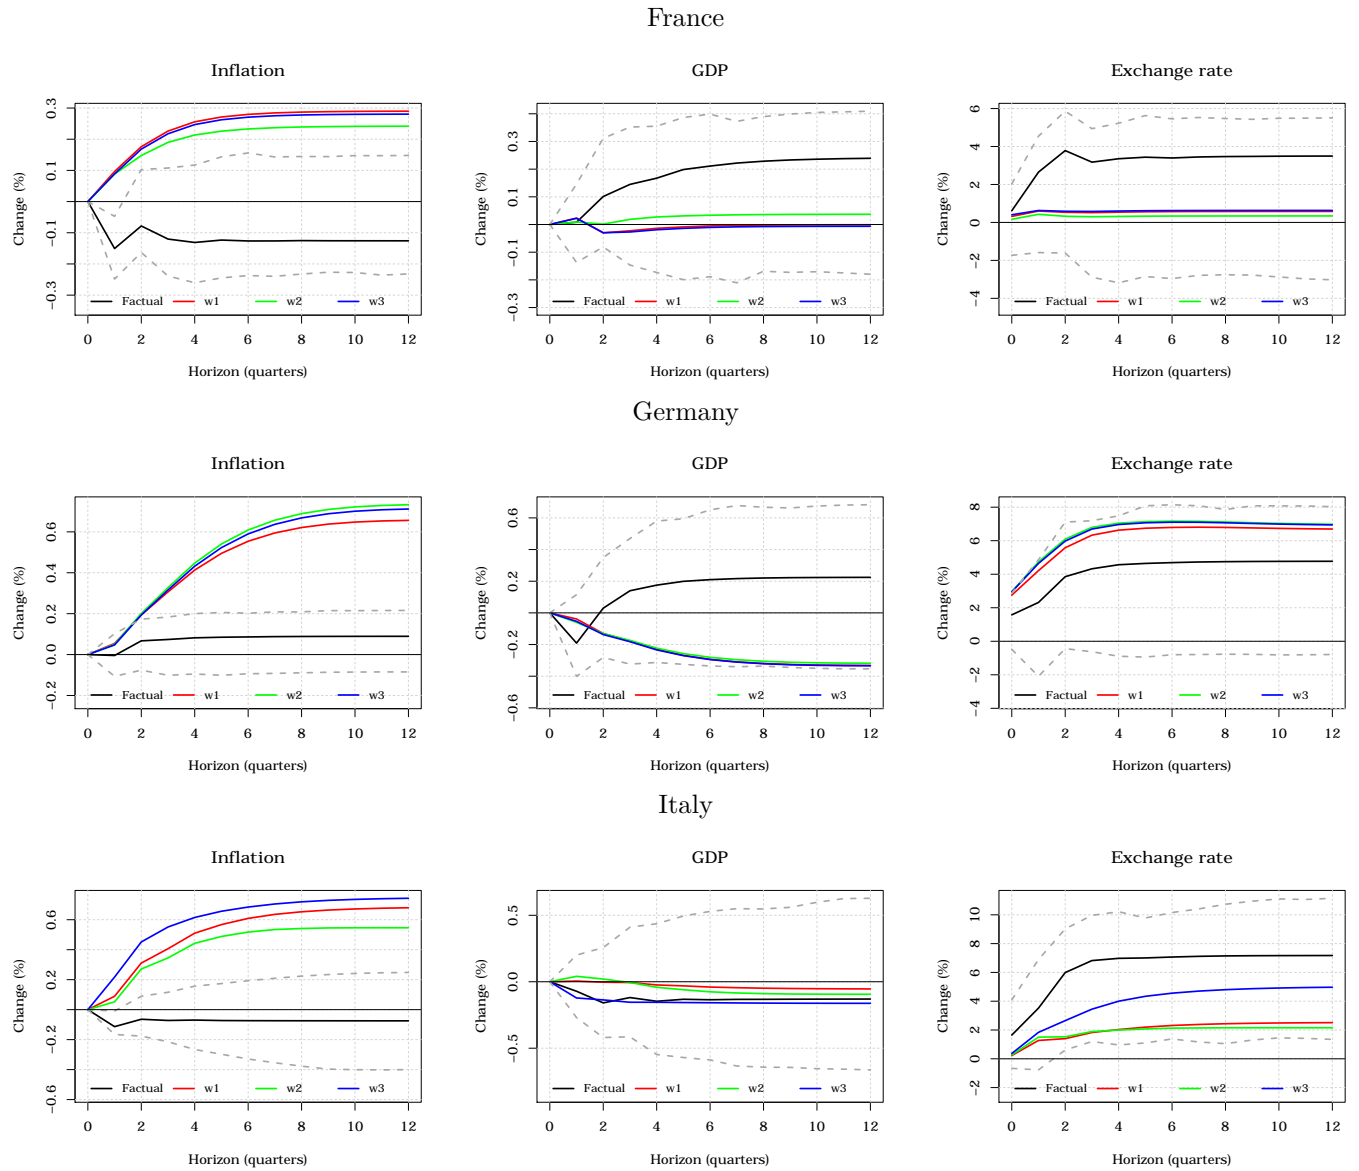 France
Inflation
GDP
Exchange rate
Change (%)
0.3
0.1
−0.1
−0.3
Factual w1 w2 w3
0 2 4 6 8 10 12
Horizon (quarters)
Change (%)
0.3
0.1
−0.1
−0.3
Factual w1 w2 w3
0 2 4 6 8 10 12
Horizon (quarters)
Change (%)
6
4
2
0
−2
−4
Factual w1 w2 w3
0 2 4 6 8 10 12
Horizon (quarters)
Germany
Inflation
GDP
Exchange rate
Change (%)
0.6
0.4
0.2
0.0
−0.2
Factual w1 w2 w3
0 2 4 6 8 10 12
Horizon (quarters)
Change (%)
0.6
0.2
−0.2
−0.6
Factual w1 w2 w3
0 2 4 6 8 10 12
Horizon (quarters)
Change (%)
8
6
4
2
0
−2
−4
Factual w1 w2 w3
0 2 4 6 8 10 12
Horizon (quarters)
Italy
Inflation
GDP
Exchange rate
Change (%)
0.6
0.2
−0.2
−0.6
Factual w1 w2 w3
0 2 4 6 8 10 12
Horizon (quarters)
Change (%)
0.5
0.0
−0.5
Factual w1 w2 w3
0 2 4 6 8 10 12
Horizon (quarters)
Change (%)
10
8
6
4
2
0
−2
Factual w1 w2 w3
0 2 4 6 8 10 12
Horizon (quarters)